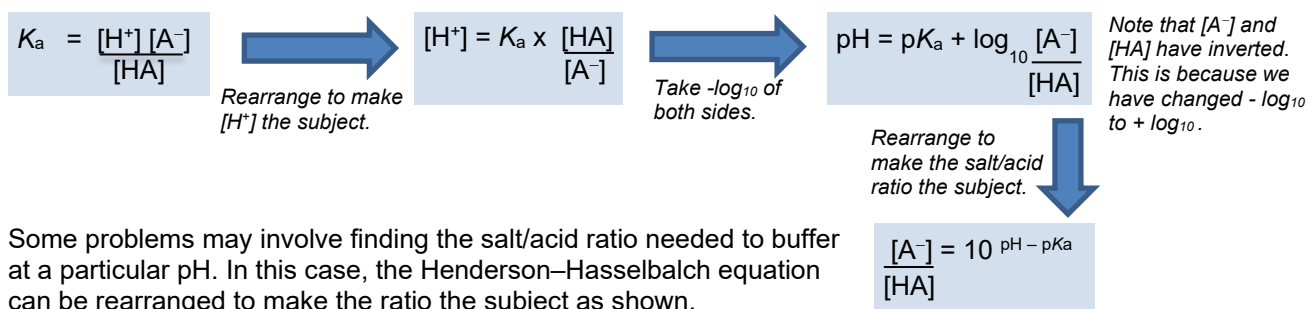 Kₐ = [H⁺] [A⁻]
[HA]
Rearrange to make
[H⁺] the subject.
[H⁺] = Kₐ x [HA]
[A⁻]
Take -log₁₀ of
both sides.
pH = pKₐ + log₁₀ [A⁻]
[HA]
Note that [A⁻] and
[HA] have inverted.
This is because we
have changed - log₁₀
to + log₁₀ .
Rearrange to
make the salt/acid
ratio the subject.
Some problems may involve finding the salt/acid ratio needed to buffer
at a particular pH. In this case, the Henderson–Hasselbalch equation
can be rearranged to make the ratio the subject as shown.
[A⁻] = 10 ᵖᴴ ⁻ ᵖᴷᵃ
[HA]